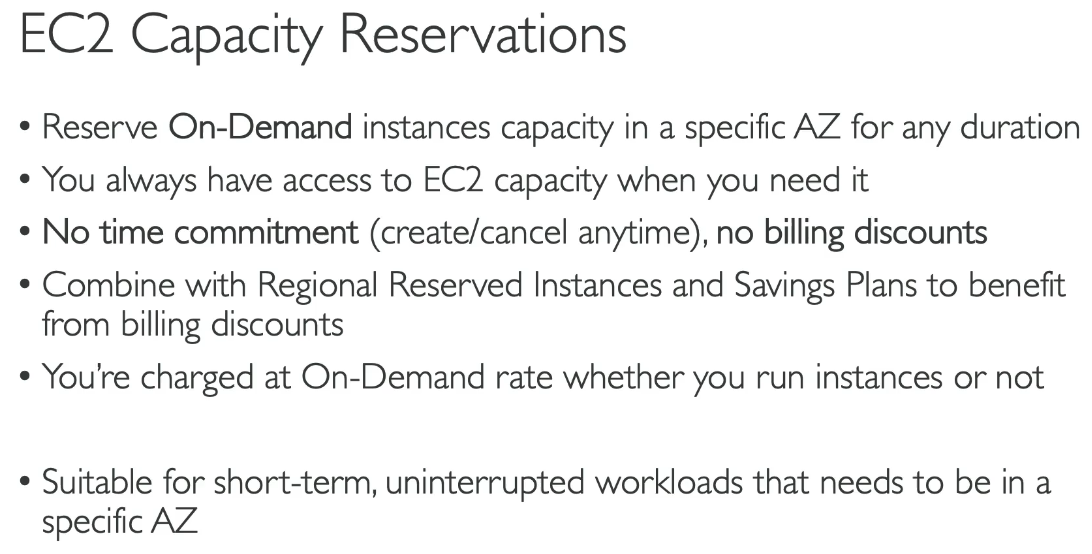 EC2 Capacity Reservations
• Reserve On-Demand instances capacity in a specific AZ for any duration
• You always have access to EC2 capacity when you need it
• No time commitment (create/cancel anytime), no billing discounts
• Combine with Regional Reserved Instances and Savings Plans to benefit
from billing discounts
• You’re charged at On-Demand rate whether you run instances or not
• Suitable for short-term, uninterrupted workloads that needs to be in a
specific AZ